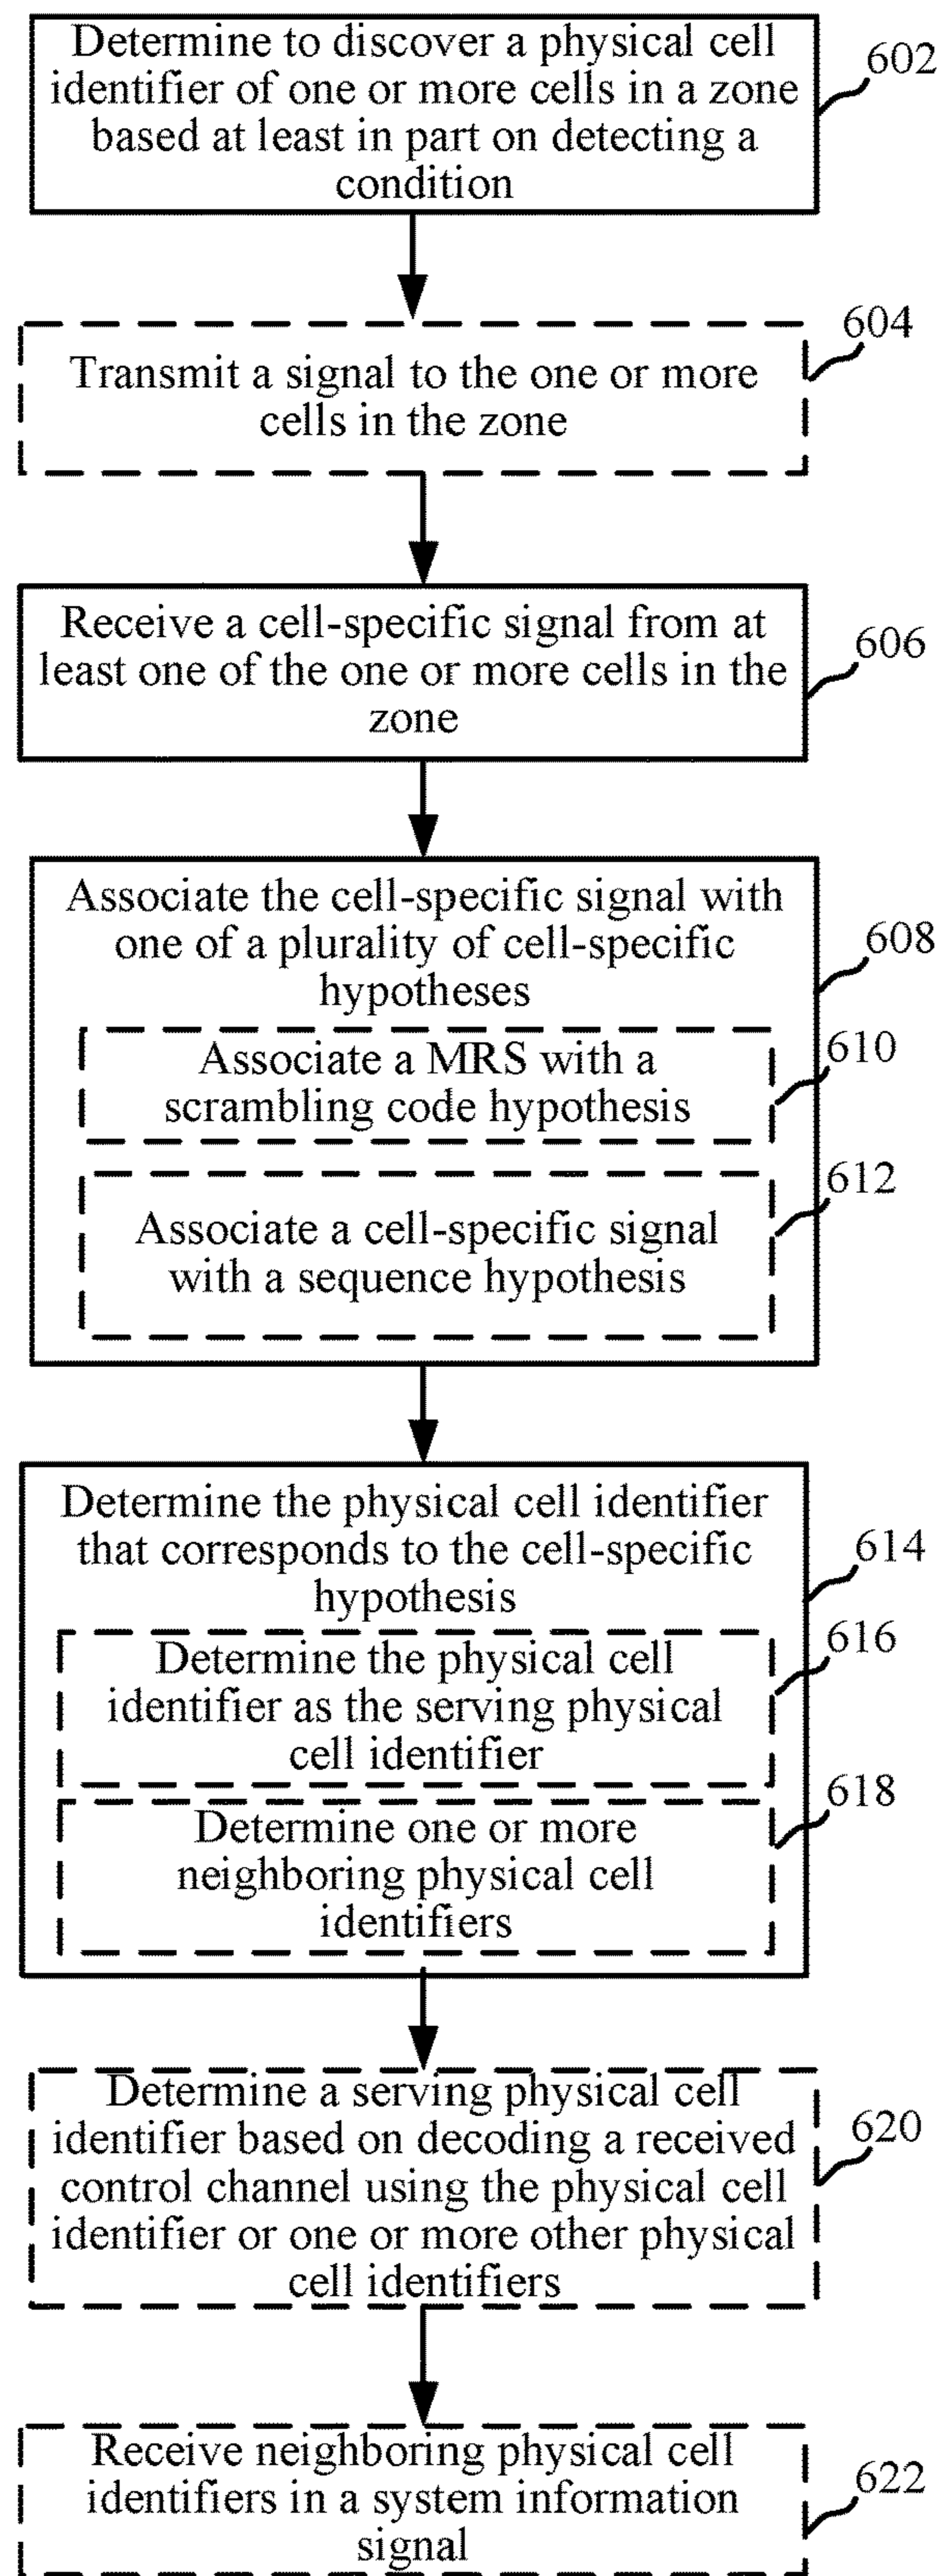 Determine to discover a physical cell
identifier of one or more cells in a zone
based at least in part on detecting a
condition
602
Transmit a signal to the one or more
cells in the zone
604
Receive a cell-specific signal from at
least one of the one or more cells in the
zone
606
Associate the cell-specific signal with
one of a plurality of cell-specific
hypotheses
608
Associate a MRS with a
scrambling code hypothesis
610
Associate a cell-specific signal
with a sequence hypothesis
612
Determine the physical cell identifier
that corresponds to the cell-specific
hypothesis
614
Determine the physical cell
identifier as the serving physical
cell identifier
616
Determine one or more
neighboring physical cell
identifiers
618
Determine a serving physical cell
identifier based on decoding a received
control channel using the physical cell
identifier or one or more other physical
cell identifiers
620
Receive neighboring physical cell
identifiers in a system information
signal
622